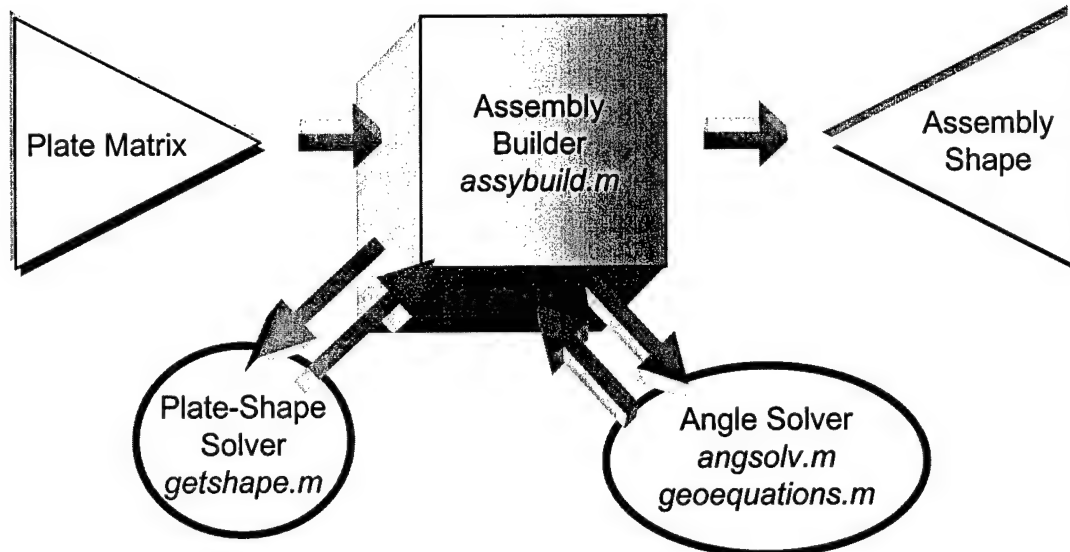 Plate Matrix
Assembly
Builder
assybuild.m
Assembly
Shape
Plate-Shape
Solver
getshape.m
Angle Solver
angsolv.m
geoequations.m